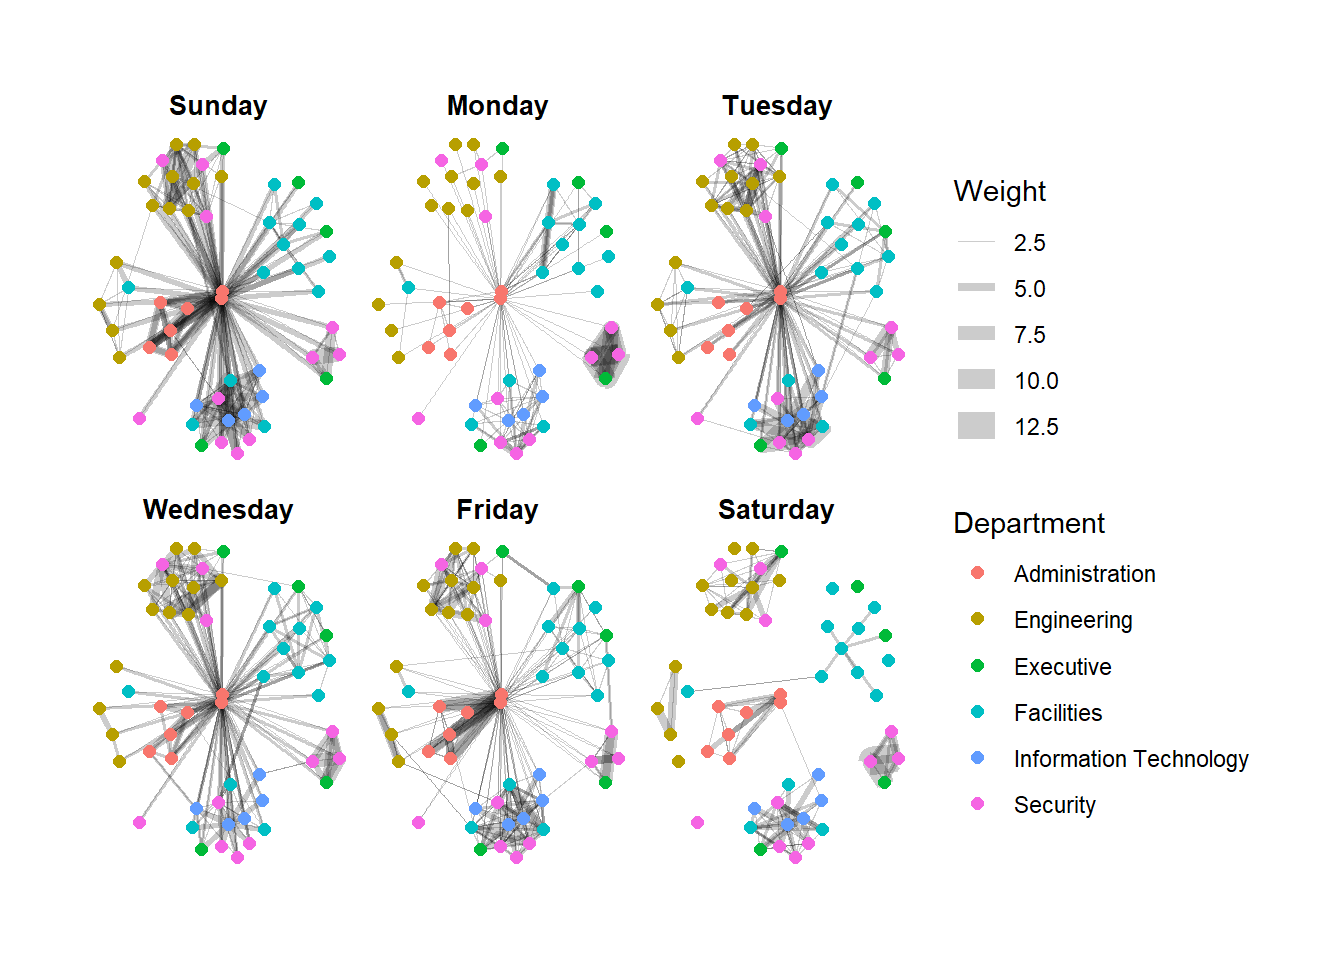 Sunday
Monday
Tuesday
Wednesday
Friday
Saturday
Weight
2.5
5.0
7.5
10.0
12.5
Department
Administration
Engineering
Executive
Facilities
Information Technology
Security